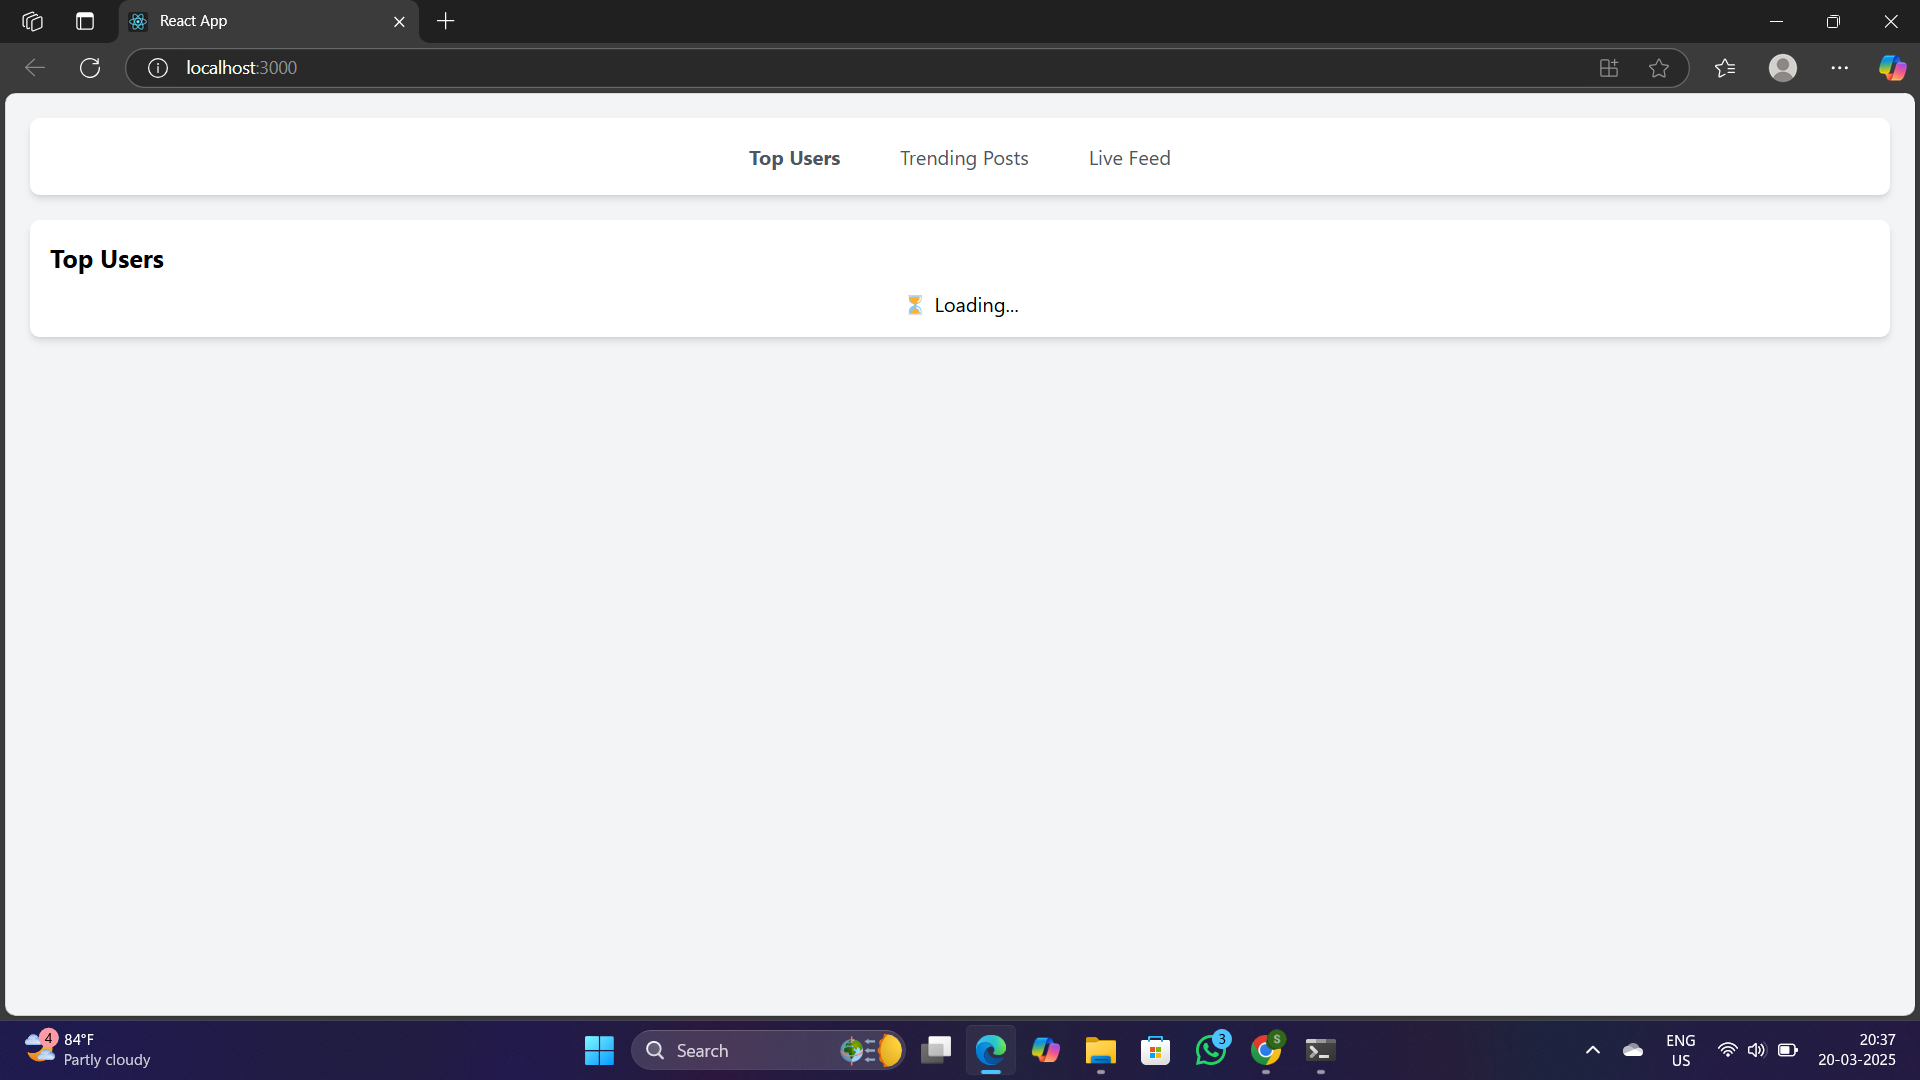 React App
localhost:3000
Top Users
Trending Posts
Live Feed
Top Users
⏳ Loading...
4
84°F
Partly cloudy
Search
3
S
ENG
US
20:37
20-03-2025